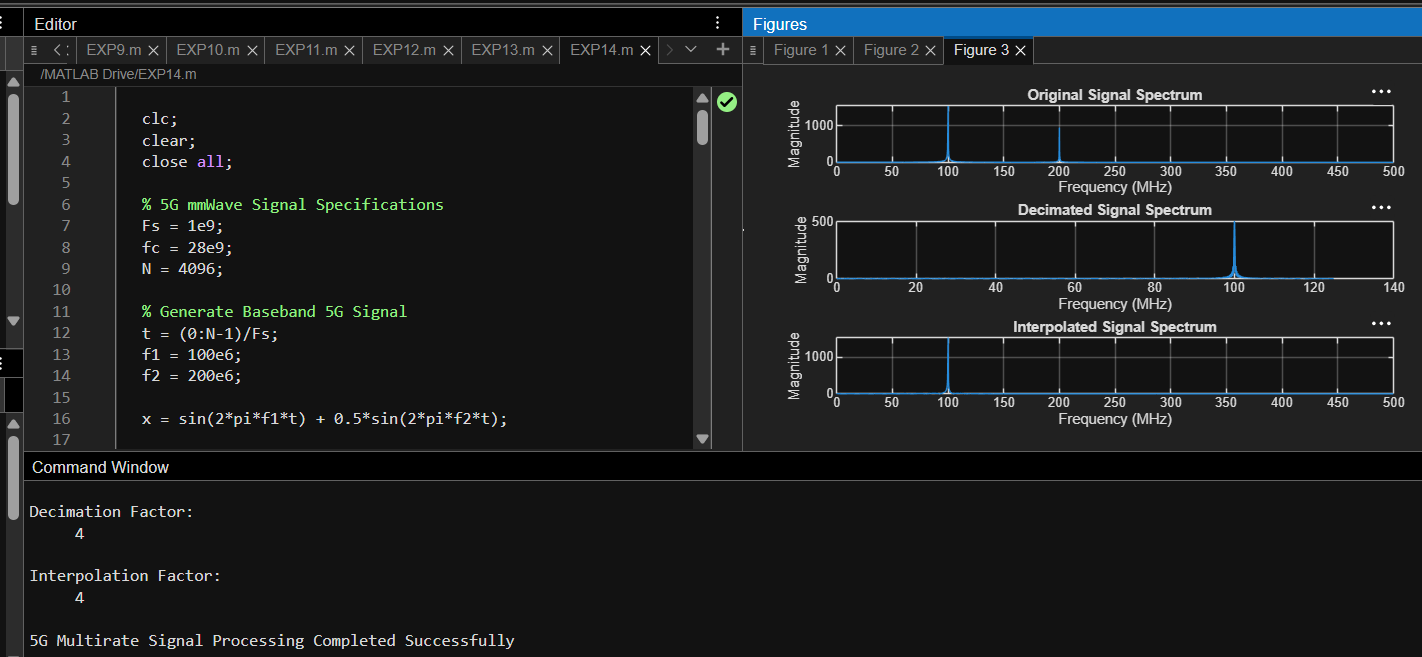 Editor
EXP9.m
EXP10.m
EXP11.m
EXP12.m
EXP13.m
EXP14.m
/MATLAB Drive/EXP14.m
1
2 clc;
3 clear;
4 close all;
5
6 % 5G mmWave Signal Specifications
7 Fs = 1e9;
8 fc = 28e9;
9 N = 4096;
10
11 % Generate Baseband 5G Signal
12 t = (0:N-1)/Fs;
13 f1 = 100e6;
14 f2 = 200e6;
15
16 x = sin(2*pi*f1*t) + 0.5*sin(2*pi*f2*t);
17
Figures
Figure 1
Figure 2
Figure 3
Original Signal Spectrum
Magnitude
1000
0
0 50 100 150 200 250 300 350 400 450 500
Frequency (MHz)
Decimated Signal Spectrum
Magnitude
500
0
0 20 40 60 80 100 120 140
Frequency (MHz)
Interpolated Signal Spectrum
Magnitude
1000
0
0 50 100 150 200 250 300 350 400 450 500
Frequency (MHz)
Command Window
Decimation Factor:
4
Interpolation Factor:
4
5G Multirate Signal Processing Completed Successfully